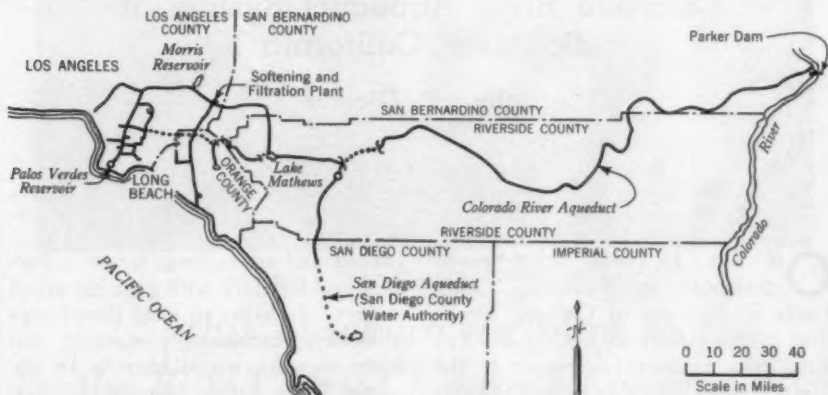 LOS ANGELES
COUNTY
SAN BERNARDINO
COUNTY
Morris
Reservoir
LOS ANGELES
Softening and
Filtration Plant
Parker Dam
SAN BERNARDINO COUNTY
RIVERSIDE COUNTY
River
Colorado
Palos Verdes
Reservoir
LONG
BEACH
ORANGE
COUNTY
Lake
Mathews
Colorado River Aqueduct
RIVERSIDE COUNTY
SAN DIEGO COUNTY
IMPERIAL COUNTY
San Diego Aqueduct
(San Diego County
Water Authority)
PACIFIC OCEAN
0 10 20 30 40
Scale in Miles